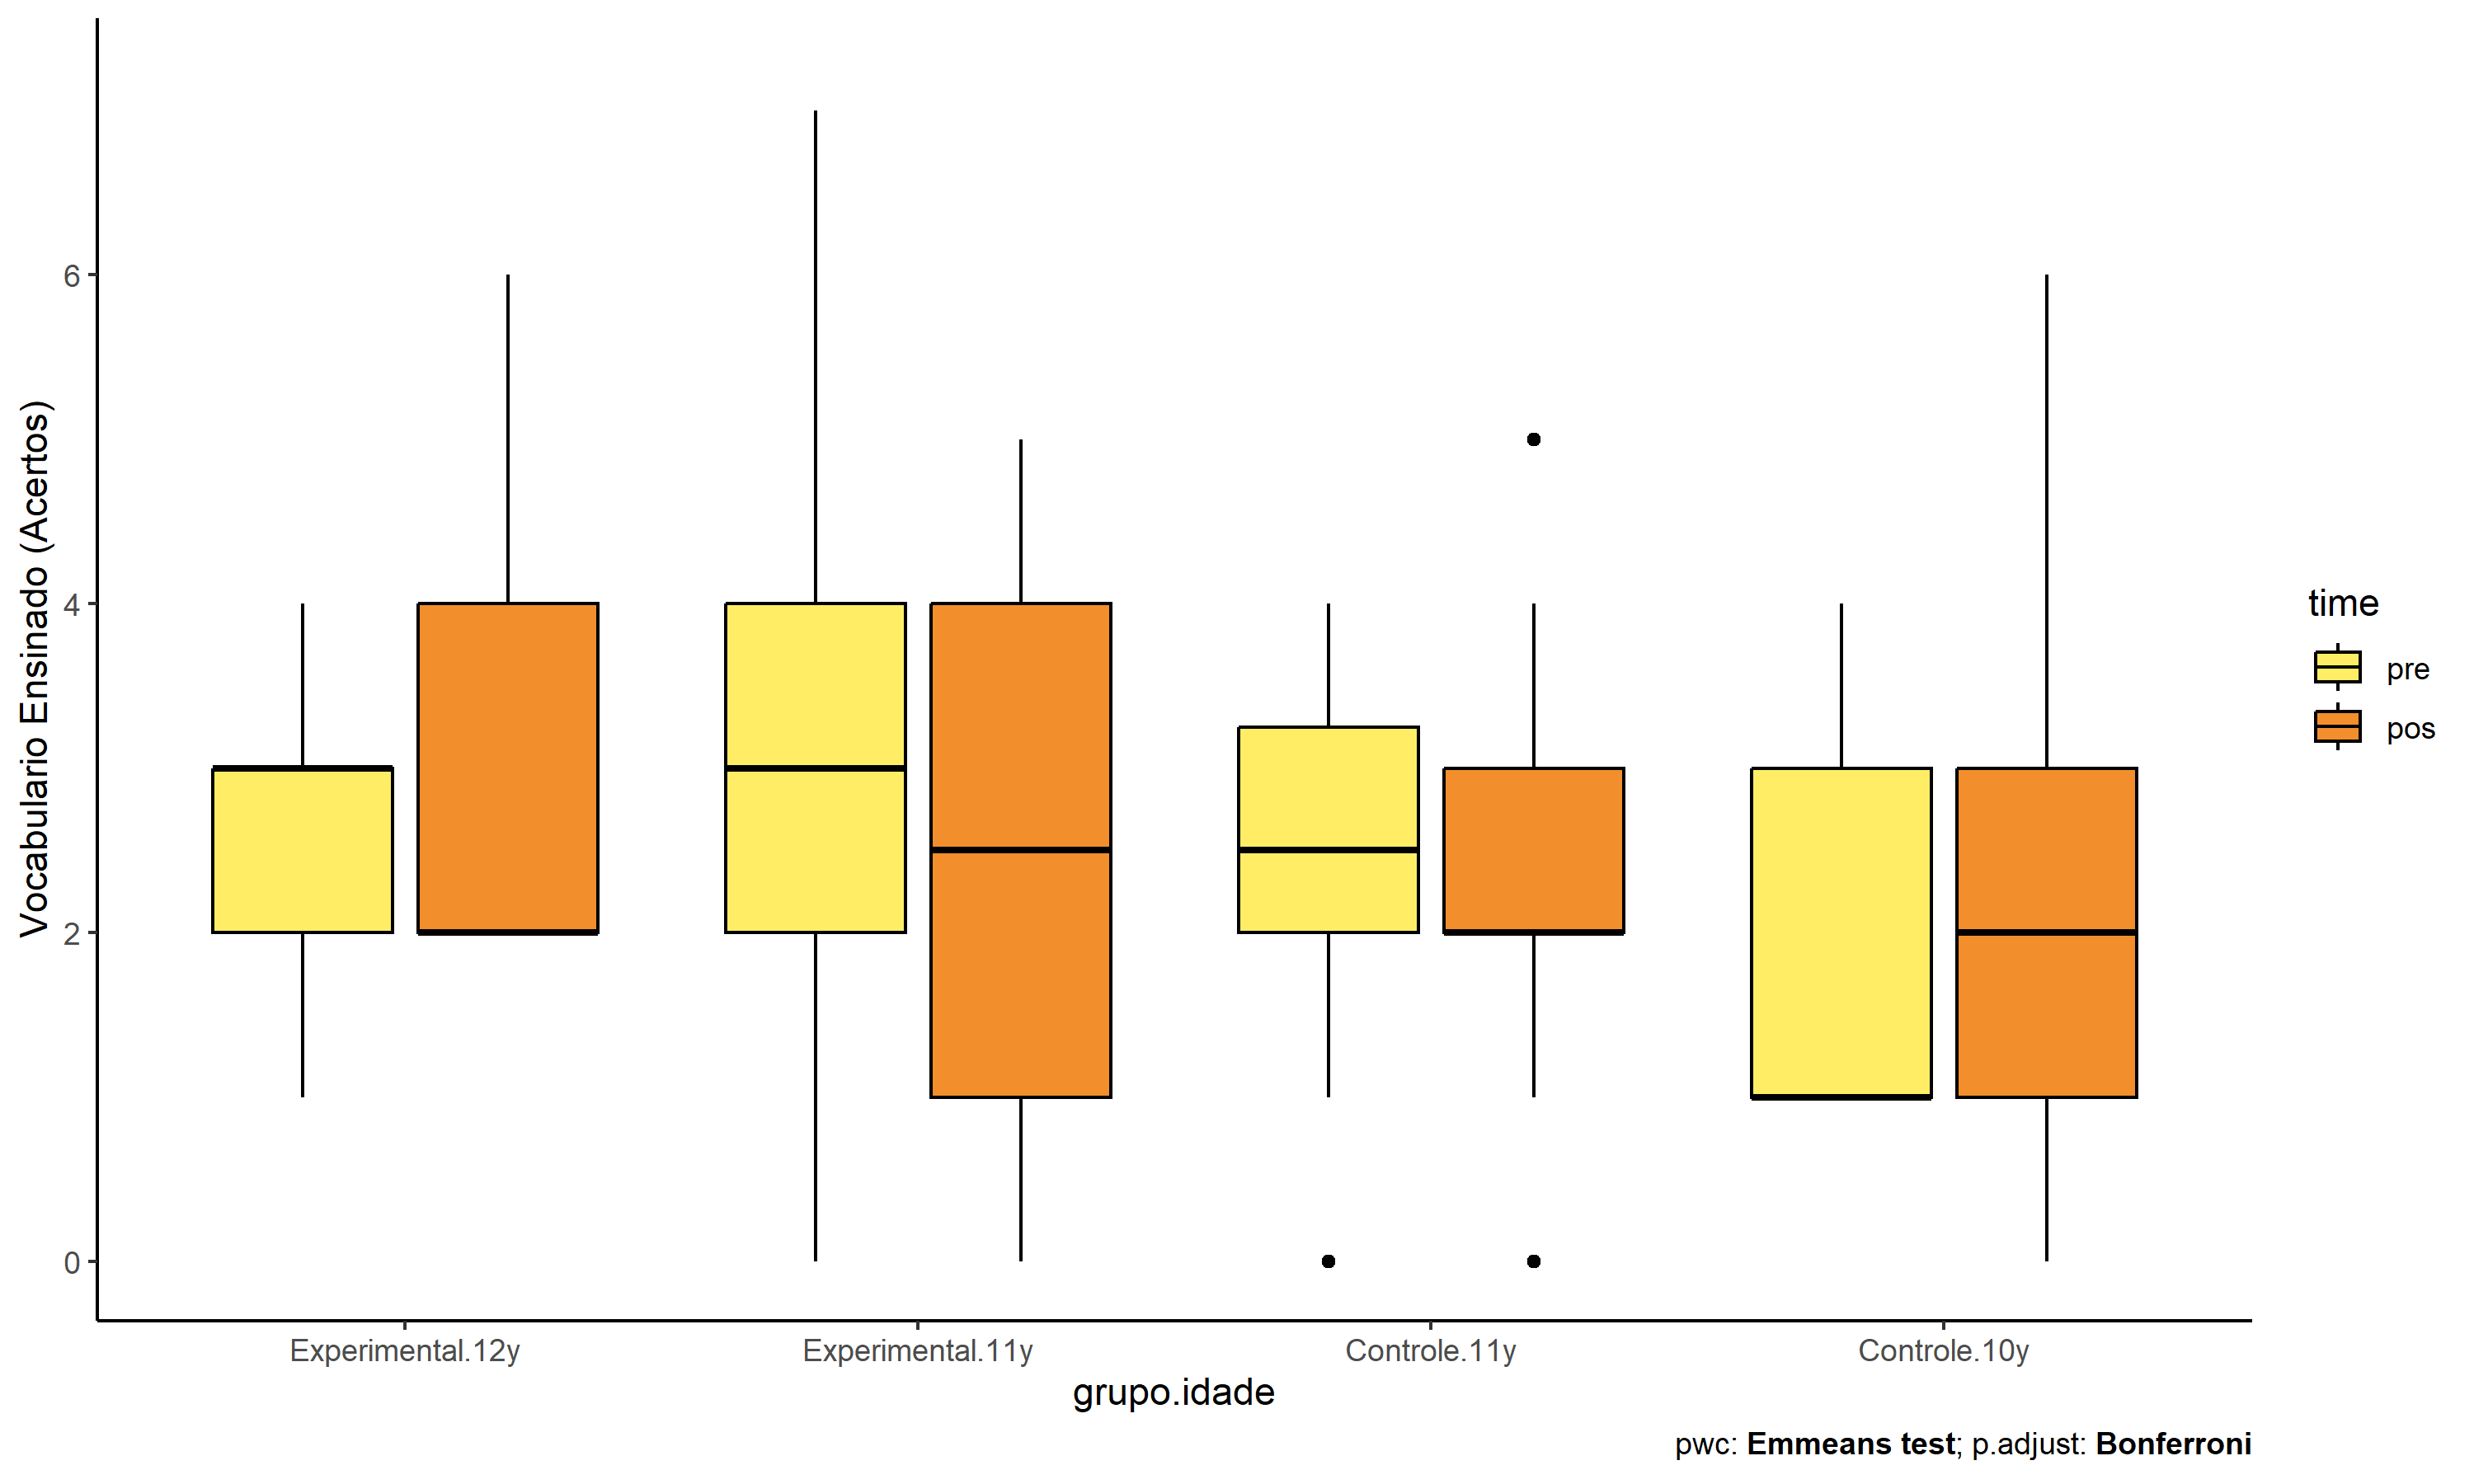 Vocabulario Ensinado (Acertos)
6
4
2
0
Experimental.12y
Experimental.11y
Controle.11y
Controle.10y
grupo.idade
time
pre
pos
pwc: Emmeans test; p.adjust: Bonferroni